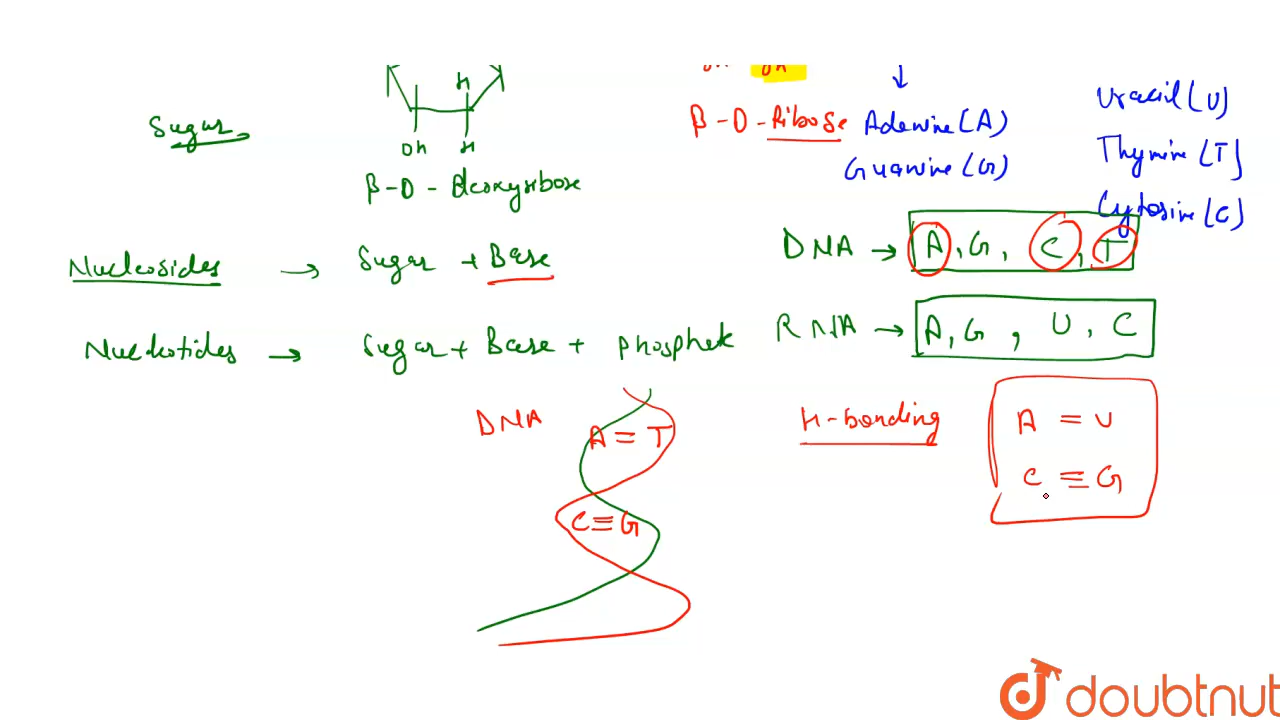 H
Sugar
OH
H
β-D-deoxyribose
β-D-Ribose
Adenine (A)
Guanine (G)
Uracil (U)
Thymine (T)
Cytosine (C)
Nucleosides → Sugar + Base
DNA → A, G, C, T
Nucleotides → Sugar + Base + Phosphate
RNA → A, G, U, C
DNA
A = T
C ≡ G
H-bonding
A = U
C ≡ G
doubtnut